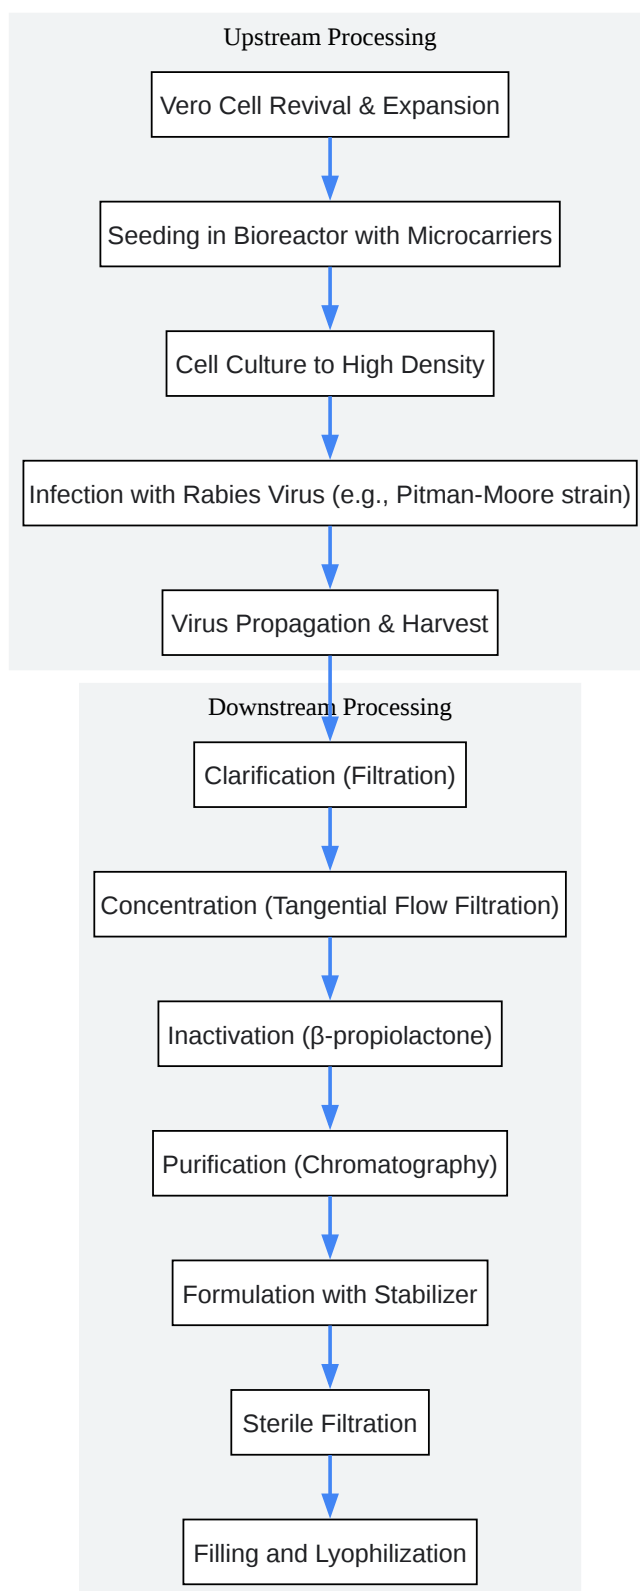 Upstream Processing
Vero Cell Revival & Expansion
Seeding in Bioreactor with Microcarriers
Cell Culture to High Density
Infection with Rabies Virus (e.g., Pitman-Moore strain)
Virus Propagation & Harvest
Downstream Processing
Clarification (Filtration)
Concentration (Tangential Flow Filtration)
Inactivation (β-propiolactone)
Purification (Chromatography)
Formulation with Stabilizer
Sterile Filtration
Filling and Lyophilization